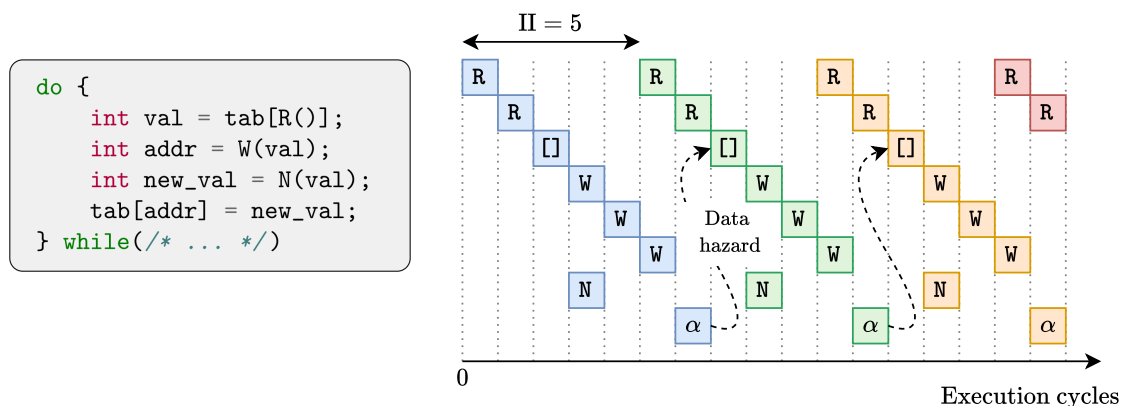 do {
    int val = tab[R()];
    int addr = W(val);
    int new_val = N(val);
    tab[addr] = new_val;
} while(/* ... */)
II = 5
R R R R
R R R R
[] [] []
W W W
W W W
Data
hazard
W W W
N N N
α α α
0
Execution cycles